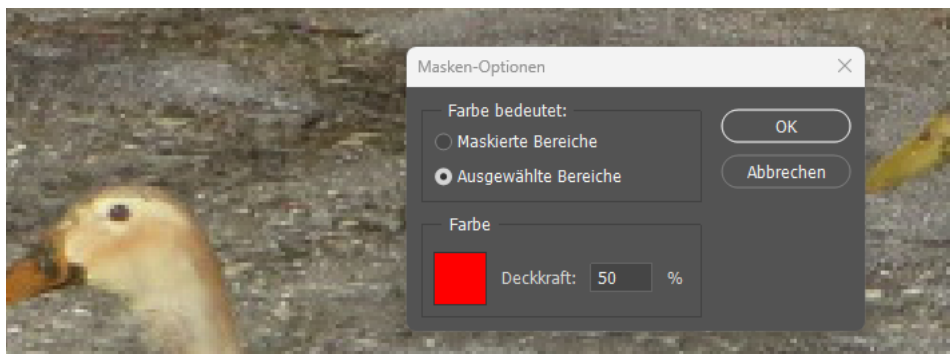 Masken-Optionen
Farbe bedeutet:
Maskierte Bereiche
Ausgewählte Bereiche
OK
Abbrechen
Farbe
Deckkraft: 50 %